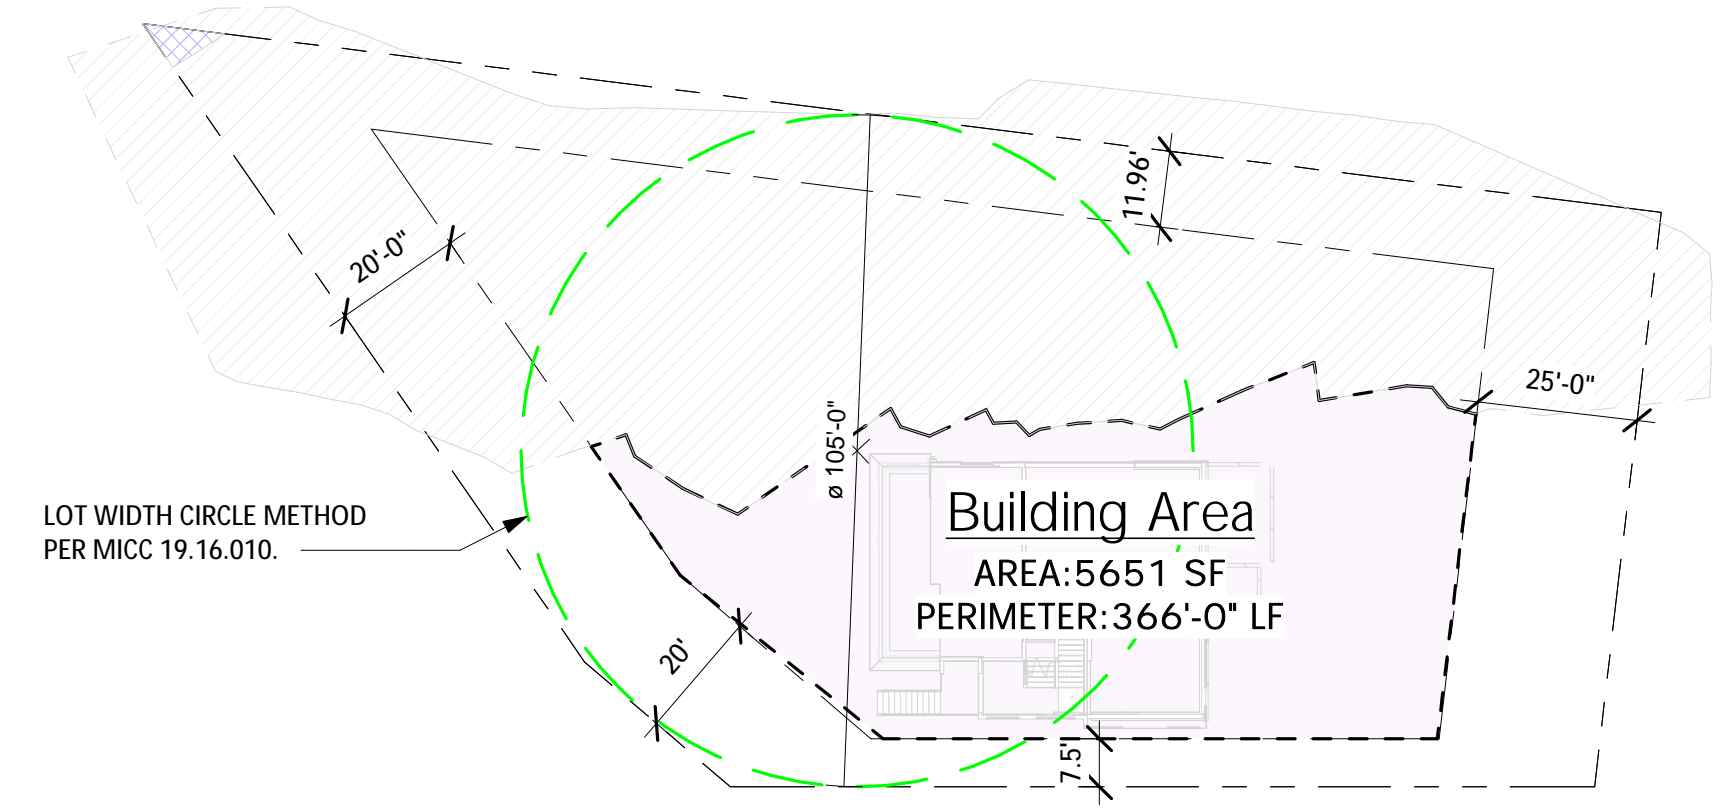 11.96'
20'-0"
25'-0"
ø 105'-0"
LOT WIDTH CIRCLE METHOD
PER MICC 19.16.010.
Building Area
AREA:5651 SF
PERIMETER:366'-0" LF
20'
7.5'